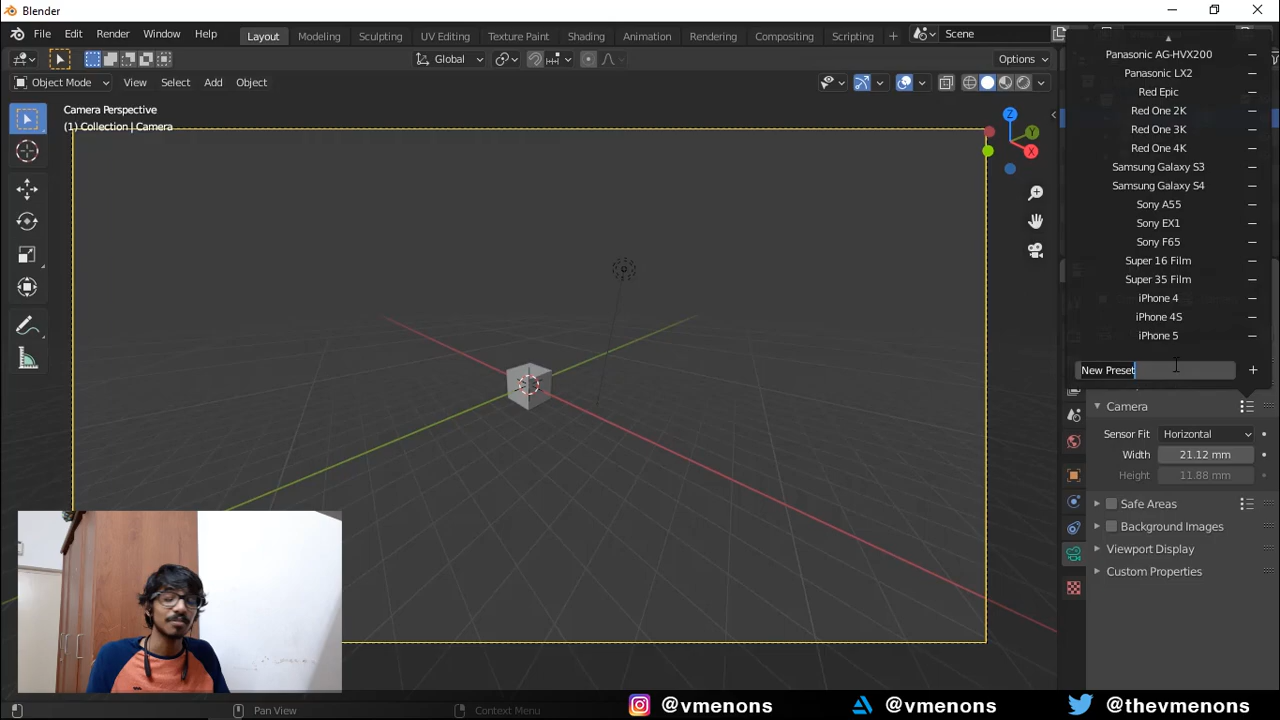 Blender
File Edit Render Window Help Layout Modeling Sculpting UV Editing Texture Paint Shading Animation Rendering Compositing Scripting + Scene
Global Options
Object Mode View Select Add Object
Camera Perspective
(1) Collection | Camera
Z
Y
X
Panasonic AG-HVX200
Panasonic LX2
Red Epic
Red One 2K
Red One 3K
Red One 4K
Samsung Galaxy S3
Samsung Galaxy S4
Sony A55
Sony EX1
Sony F65
Super 16 Film
Super 35 Film
iPhone 4
iPhone 4S
iPhone 5
New Preset
Camera
Sensor Fit Horizontal
Width 21.12 mm
Height 11.88 mm
Safe Areas
Background Images
Viewport Display
Custom Properties
Pan View Context Menu
@vmenons @vmenons @thevmenons